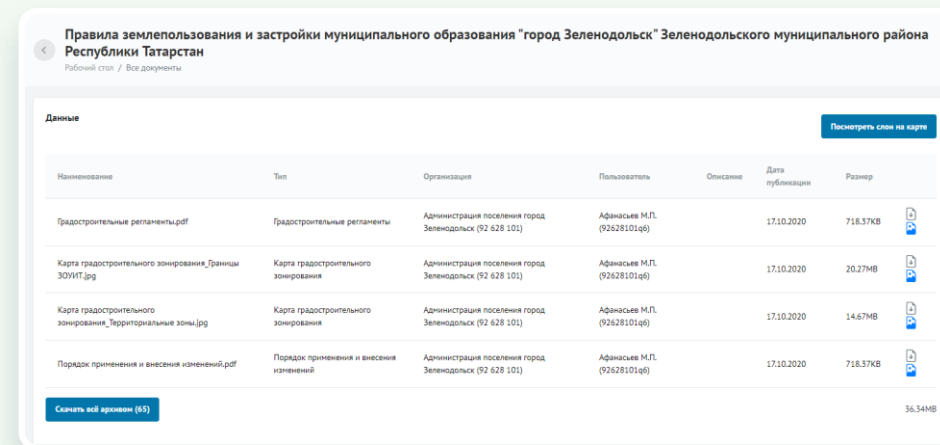 Правила землепользования и застройки муниципального образования "город Зеленодольск" Зеленодольского муниципального района
Республики Татарстан
Рабочий стол / Все документы
Данные
Посмотреть слои на карте
Наименование Тип Организация Пользователь Описание Дата публикации Размер
Градостроительные регламенты.pdf
Градостроительные регламенты
Администрация поселения город
Зеленодольск (92 628 101)
Афанасьев М.П.
(92628101q6)
17.10.2020
718.37KB
Карта градостроительного зонирования_Границы
ЗОУИТ.jpg
Карта градостроительного
зонирования
Администрация поселения город
Зеленодольск (92 628 101)
Афанасьев М.П.
(92628101q6)
17.10.2020
20.27MB
Карта градостроительного
зонирования_Территориальные зоны.jpg
Карта градостроительного
зонирования
Администрация поселения город
Зеленодольск (92 628 101)
Афанасьев М.П.
(92628101q6)
17.10.2020
14.67MB
Порядок применения и внесения изменений.pdf
Порядок применения и внесения
изменений
Администрация поселения город
Зеленодольск (92 628 101)
Афанасьев М.П.
(92628101q6)
17.10.2020
718.37KB
Скачать всё архивом (65)
36.34MB